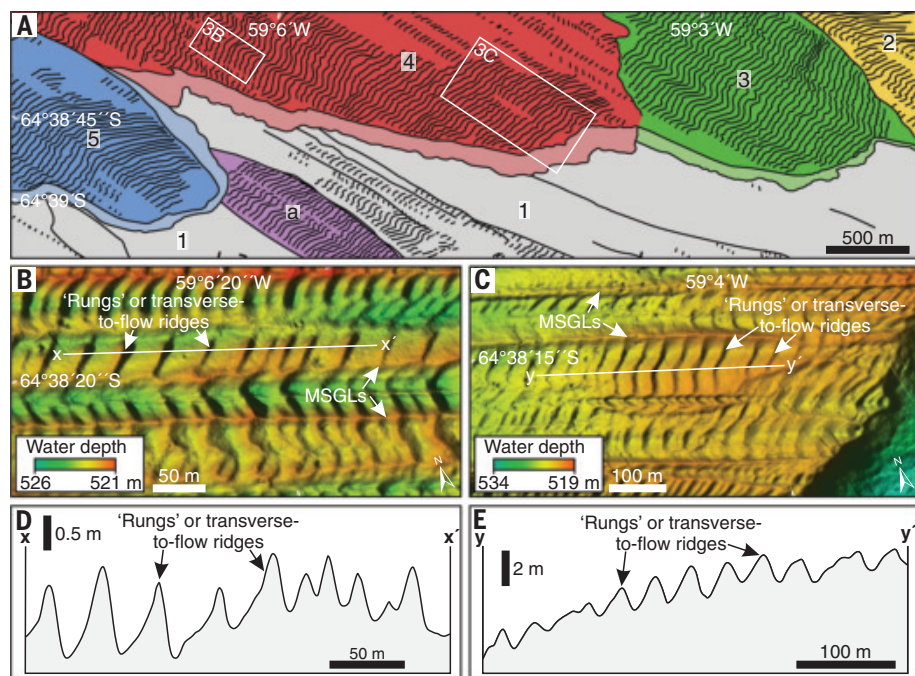 A
59°6´W
59°3´W
2
3B
4
3C
3
64°38´45´´S
5
64°39´S
a
1
1
500 m
B
59°6´20´´W
'Rungs' or transverse-
to-flow ridges
x
x´
64°38´20´´S
MSGLs
Water depth
526
521 m
50 m
N
C
59°4´W
MSGLs
'Rungs' or transverse-
to-flow ridges
64°38´15´´S
y
y´
Water depth
534
519 m
100 m
N
D
x
0.5 m
'Rungs' or transverse-
to-flow ridges
x´
50 m
E
y
2 m
'Rungs' or transverse-
to-flow ridges
y´
100 m